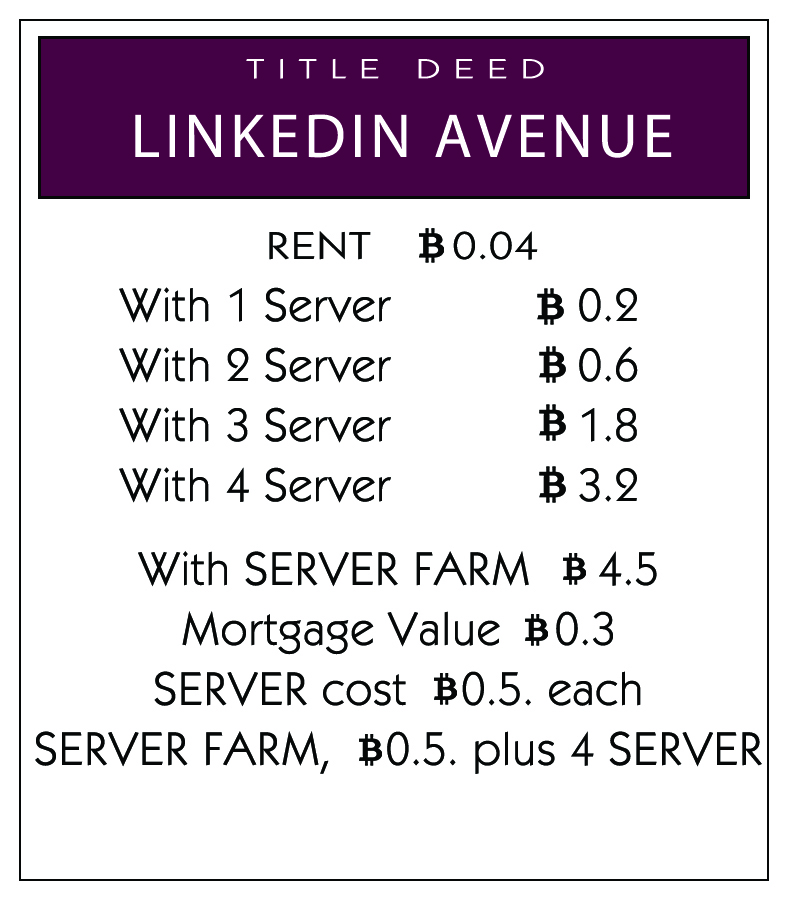 TITLE DEED
LINKEDIN AVENUE
RENT ₿0.04
With 1 Server ₿ 0.2
With 2 Server ₿ 0.6
With 3 Server ₿ 1.8
With 4 Server ₿ 3.2
With SERVER FARM ₿ 4.5
Mortgage Value ₿0.3
SERVER cost ₿0.5. each
SERVER FARM, ₿0.5. plus 4 SERVER